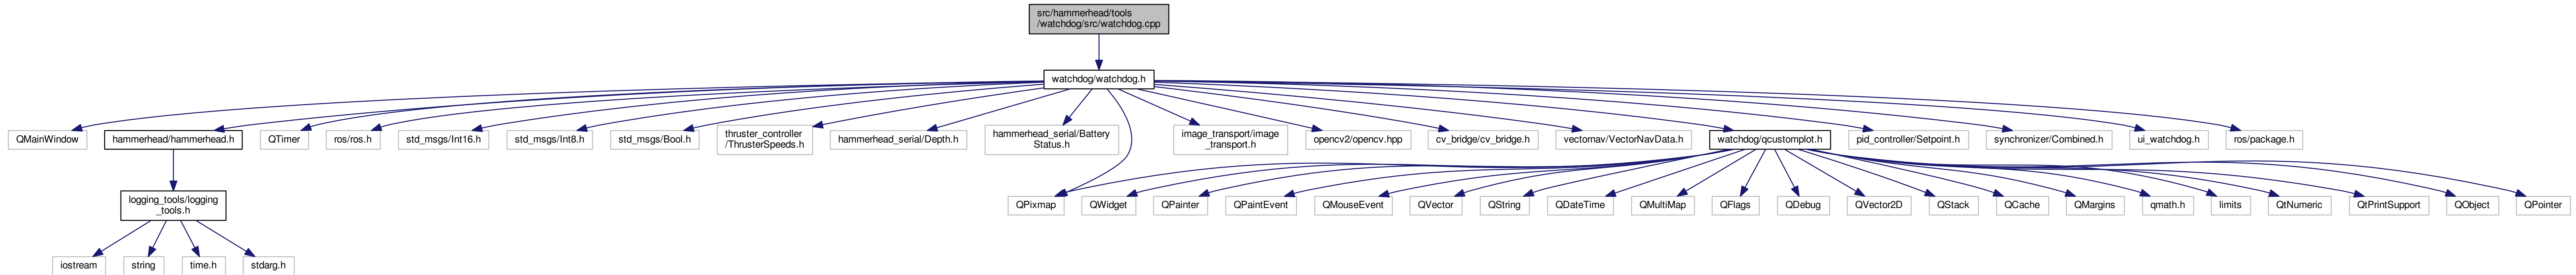 src/hammerhead/tools
/watchdog/src/watchdog.cpp
watchdog/watchdog.h
QMainWindow
hammerhead/hammerhead.h
QTimer
ros/ros.h
std_msgs/Int16.h
std_msgs/Int8.h
std_msgs/Bool.h
thruster_controller
/ThrusterSpeeds.h
hammerhead_serial/Depth.h
hammerhead_serial/Battery
Status.h
image_transport/image
_transport.h
opencv2/opencv.hpp
cv_bridge/cv_bridge.h
vectornav/VectorNavData.h
watchdog/qcustomplot.h
pid_controller/Setpoint.h
synchronizer/Combined.h
ui_watchdog.h
ros/package.h
logging_tools/logging
_tools.h
QPixmap
QWidget
QPainter
QPaintEvent
QMouseEvent
QVector
QString
QDateTime
QMultiMap
QFlags
QDebug
QVector2D
QStack
QCache
QMargins
qmath.h
limits
QtNumeric
QtPrintSupport
QObject
QPointer
iostream
string
time.h
stdarg.h